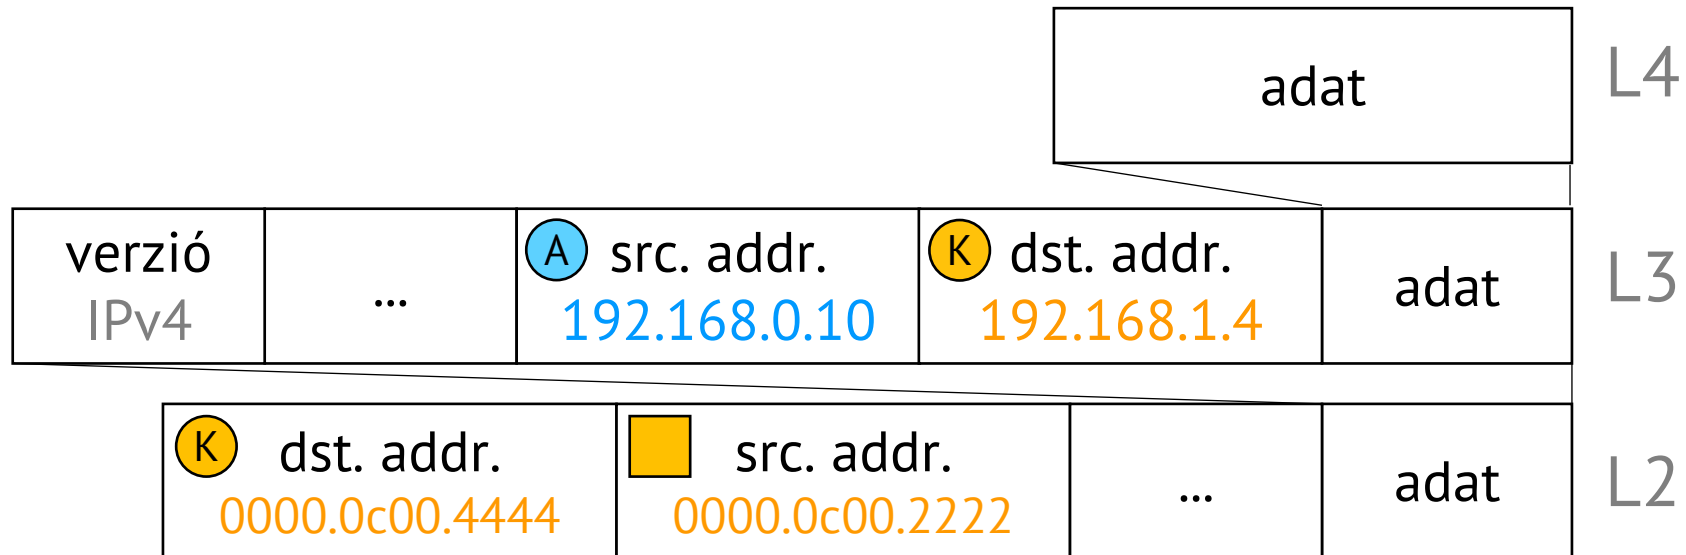 adat
L4
verzió
IPv4
...
A src. addr.
192.168.0.10
K dst. addr.
192.168.1.4
adat
L3
K dst. addr.
0000.0c00.4444
src. addr.
0000.0c00.2222
...
adat
L2